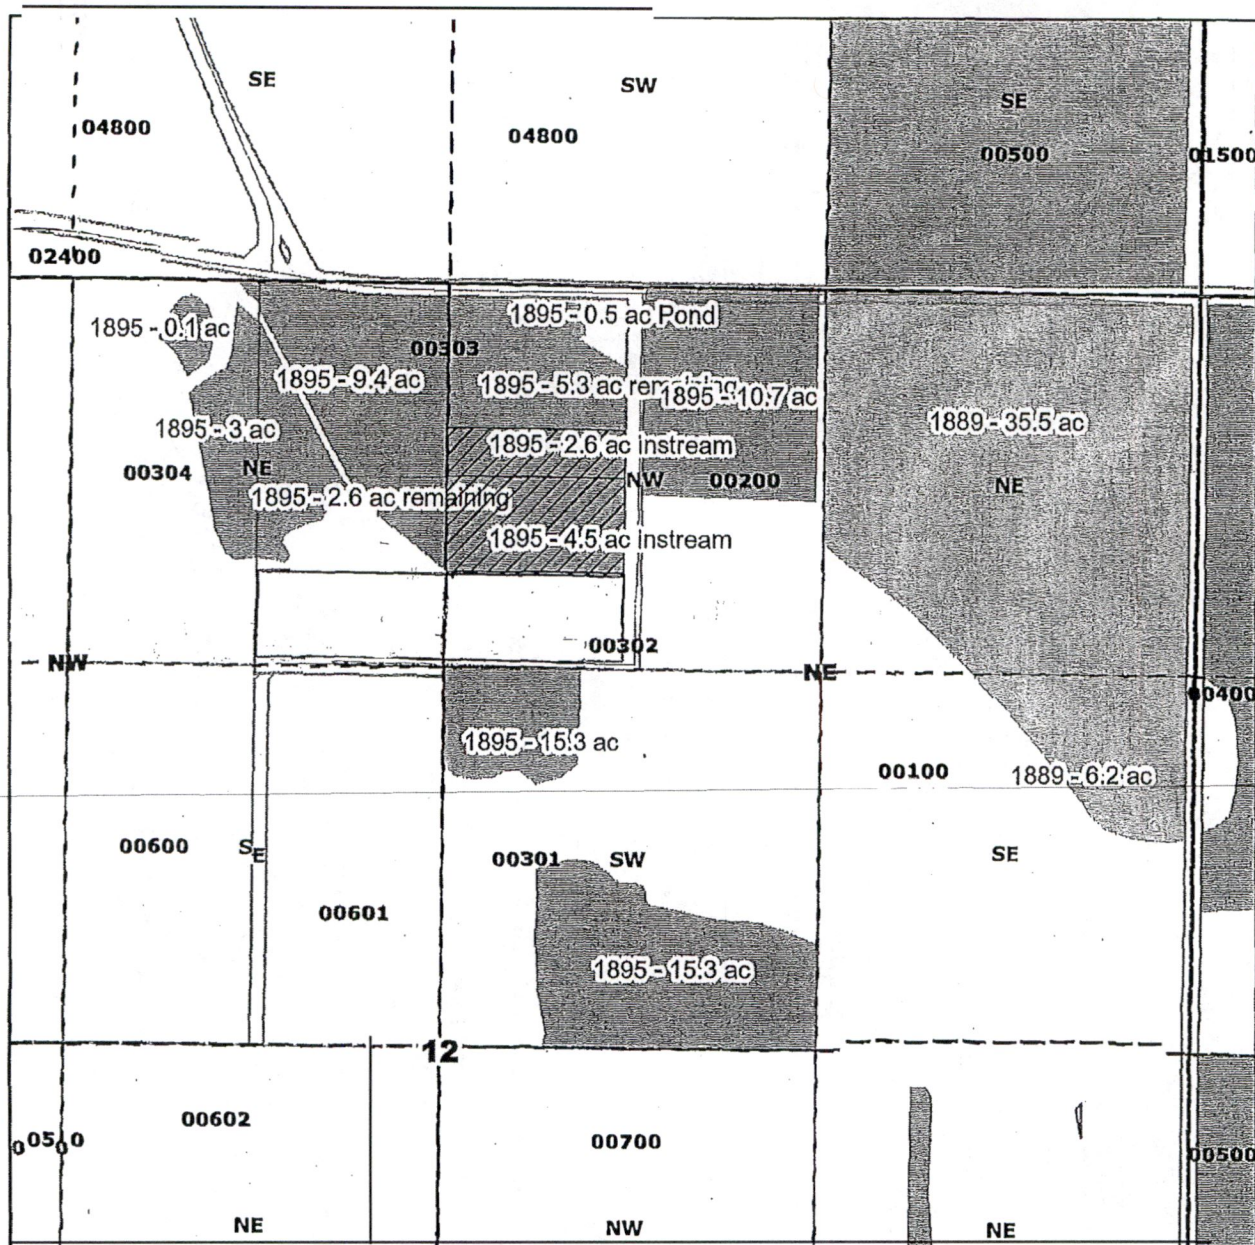 SE
SW
SE
04800
04800
00500
01500
02400
1895 - 0.1 ac
1895 - 0.5 ac Pond
00303
1895 - 9.4 ac
1895 - 5.3 ac remaining
1895 - 10.7 ac
1889 - 35.5 ac
1895 - 3 ac
1895 - 2.6 ac instream
00304
NE
NW
00200
NE
1895 - 2.6 ac remaining
1895 - 4.5 ac instream
00302
NW
NE
00400
1895 - 15.3 ac
00100
1889 - 6.2 ac
00600
SE
00301
SW
SE
00601
1895 - 15.3 ac
12
00602
00700
00500
00500
NE
NW
NE